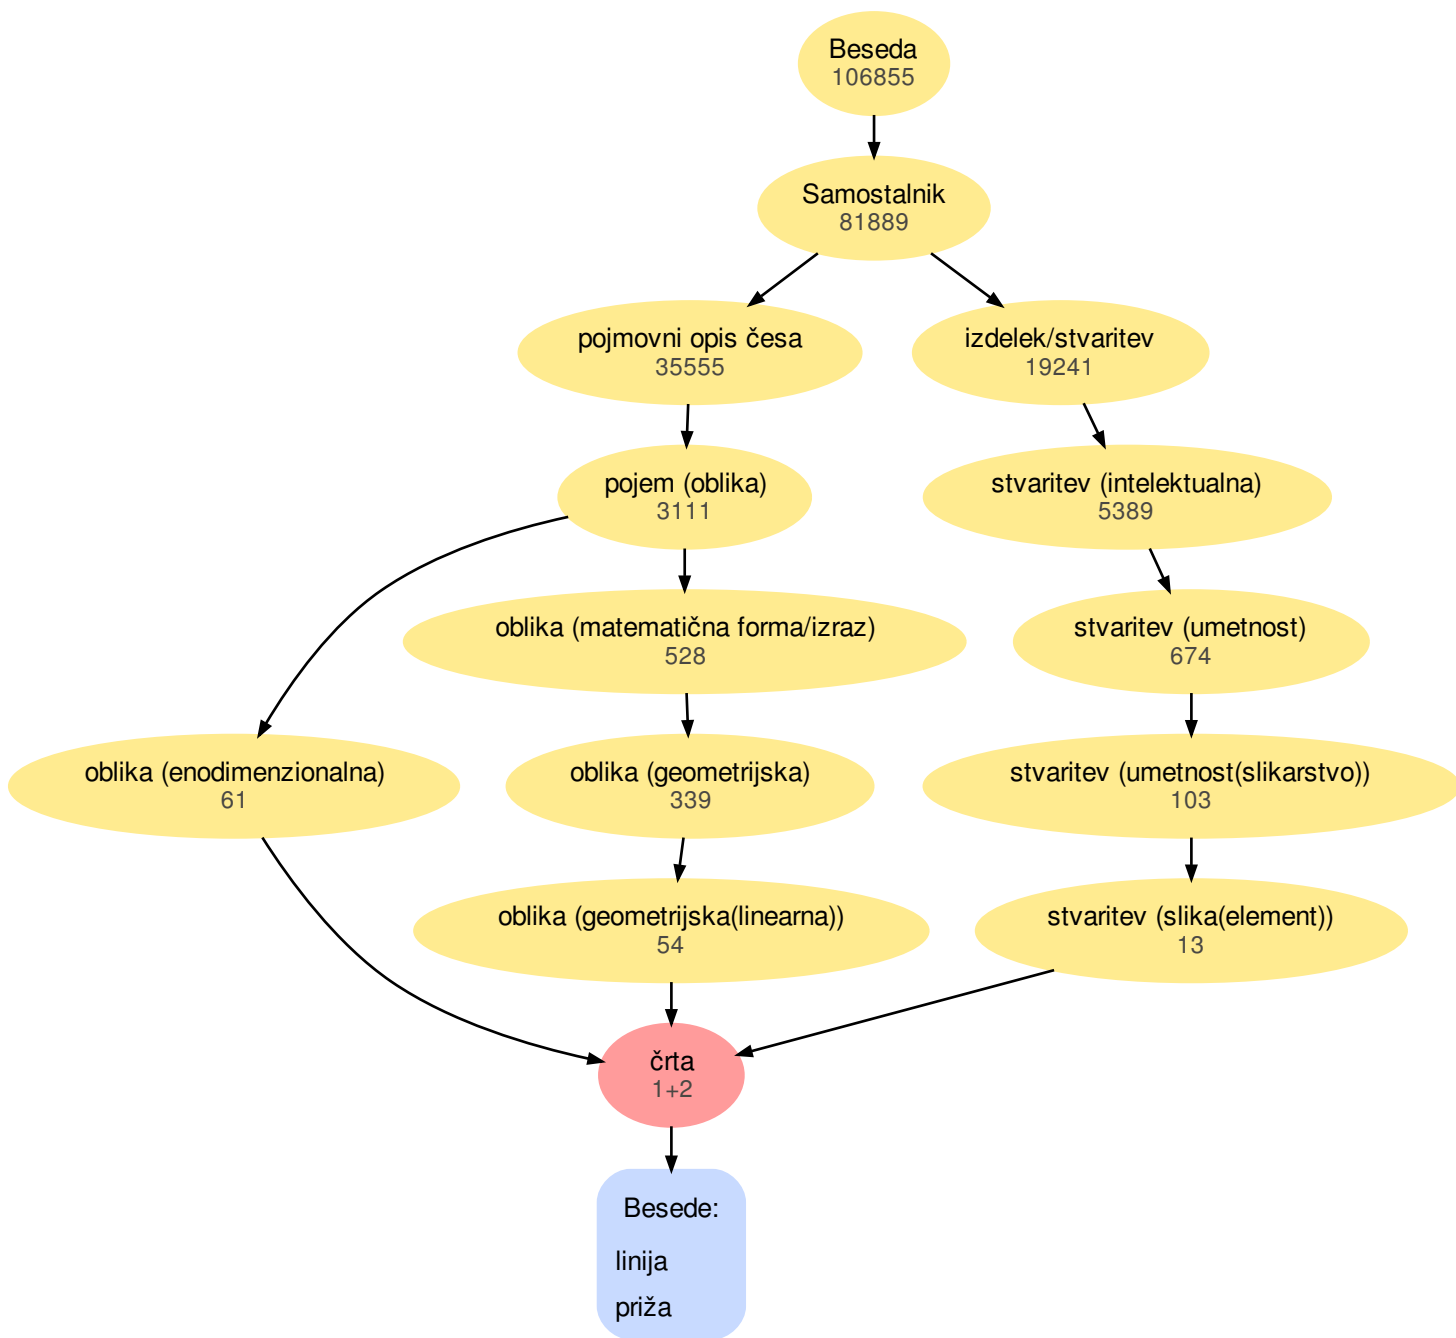 Beseda
106855
Samostalnik
81889
pojmovni opis česa
35555
izdelek/stvaritev
19241
pojem (oblika)
3111
stvaritev (intelektualna)
5389
oblika (matematična forma/izraz)
528
stvaritev (umetnost)
674
oblika (enodimenzionalna)
61
oblika (geometrijska)
339
stvaritev (umetnost(slikarstvo))
103
oblika (geometrijska(linearna))
54
stvaritev (slika(element))
13
črta
1+2
Besede:
linija
priža